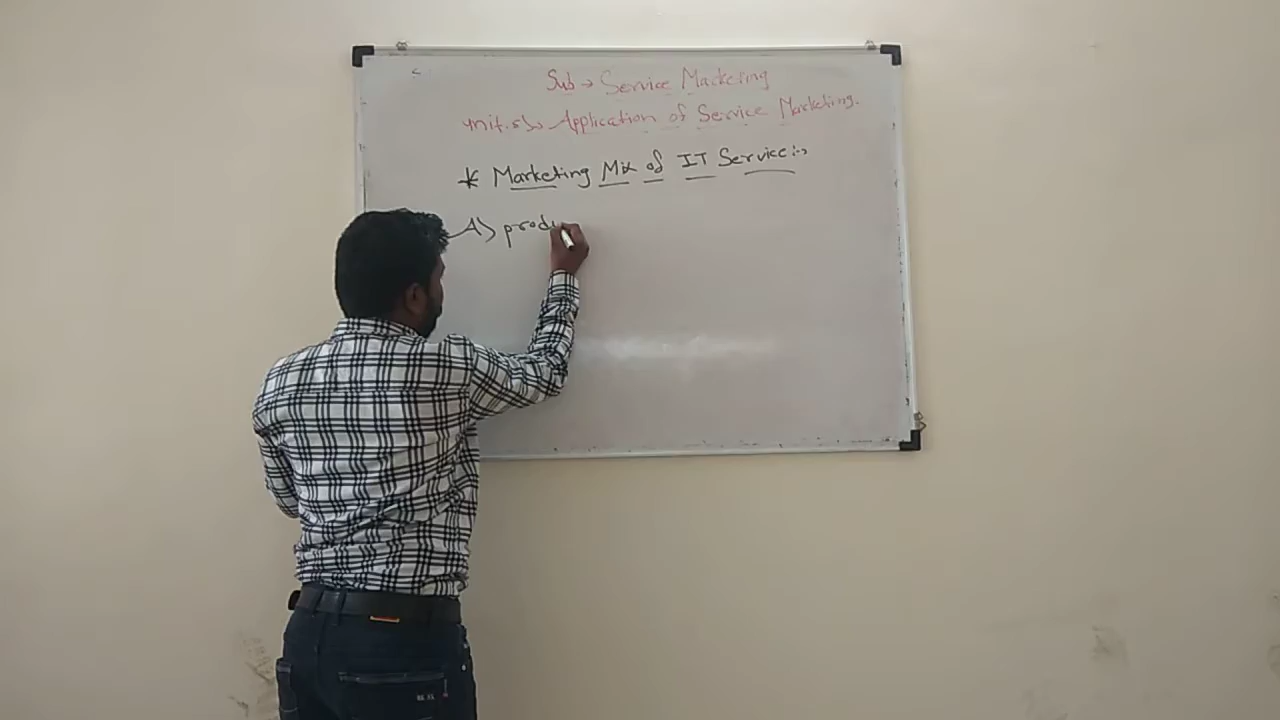 Sub → Service Marketing
unit.5) → Application of Service Marketing.
* Marketing Mix of IT Service :→
A) produ